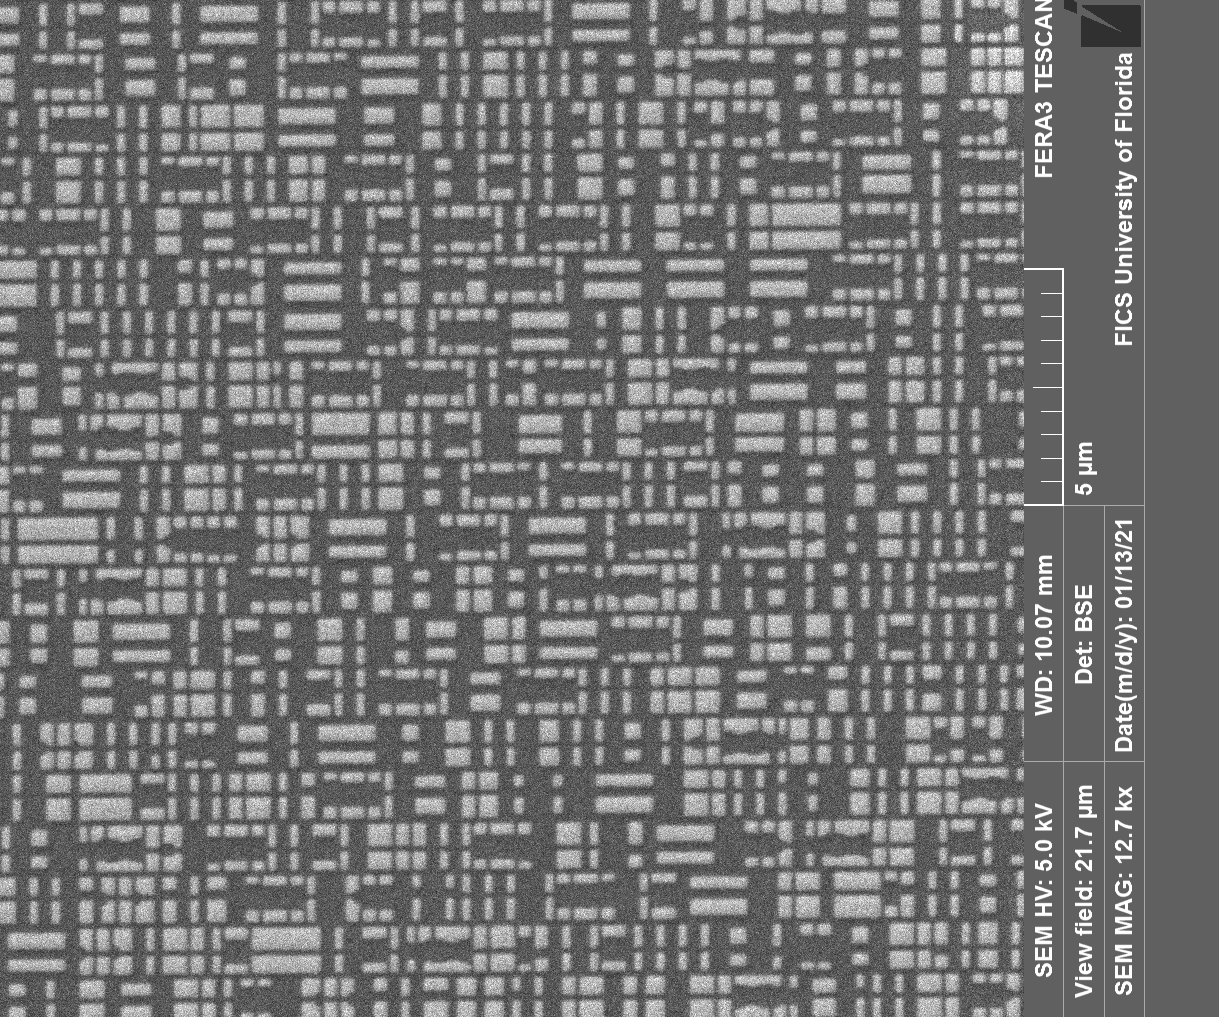 SEM HV: 5.0 kV
WD: 10.07 mm
FERA3 TESCAN
View field: 21.7 µm
Det: BSE
5 µm
SEM MAG: 12.7 kx
Date(m/d/y): 01/13/21
FICS University of Florida